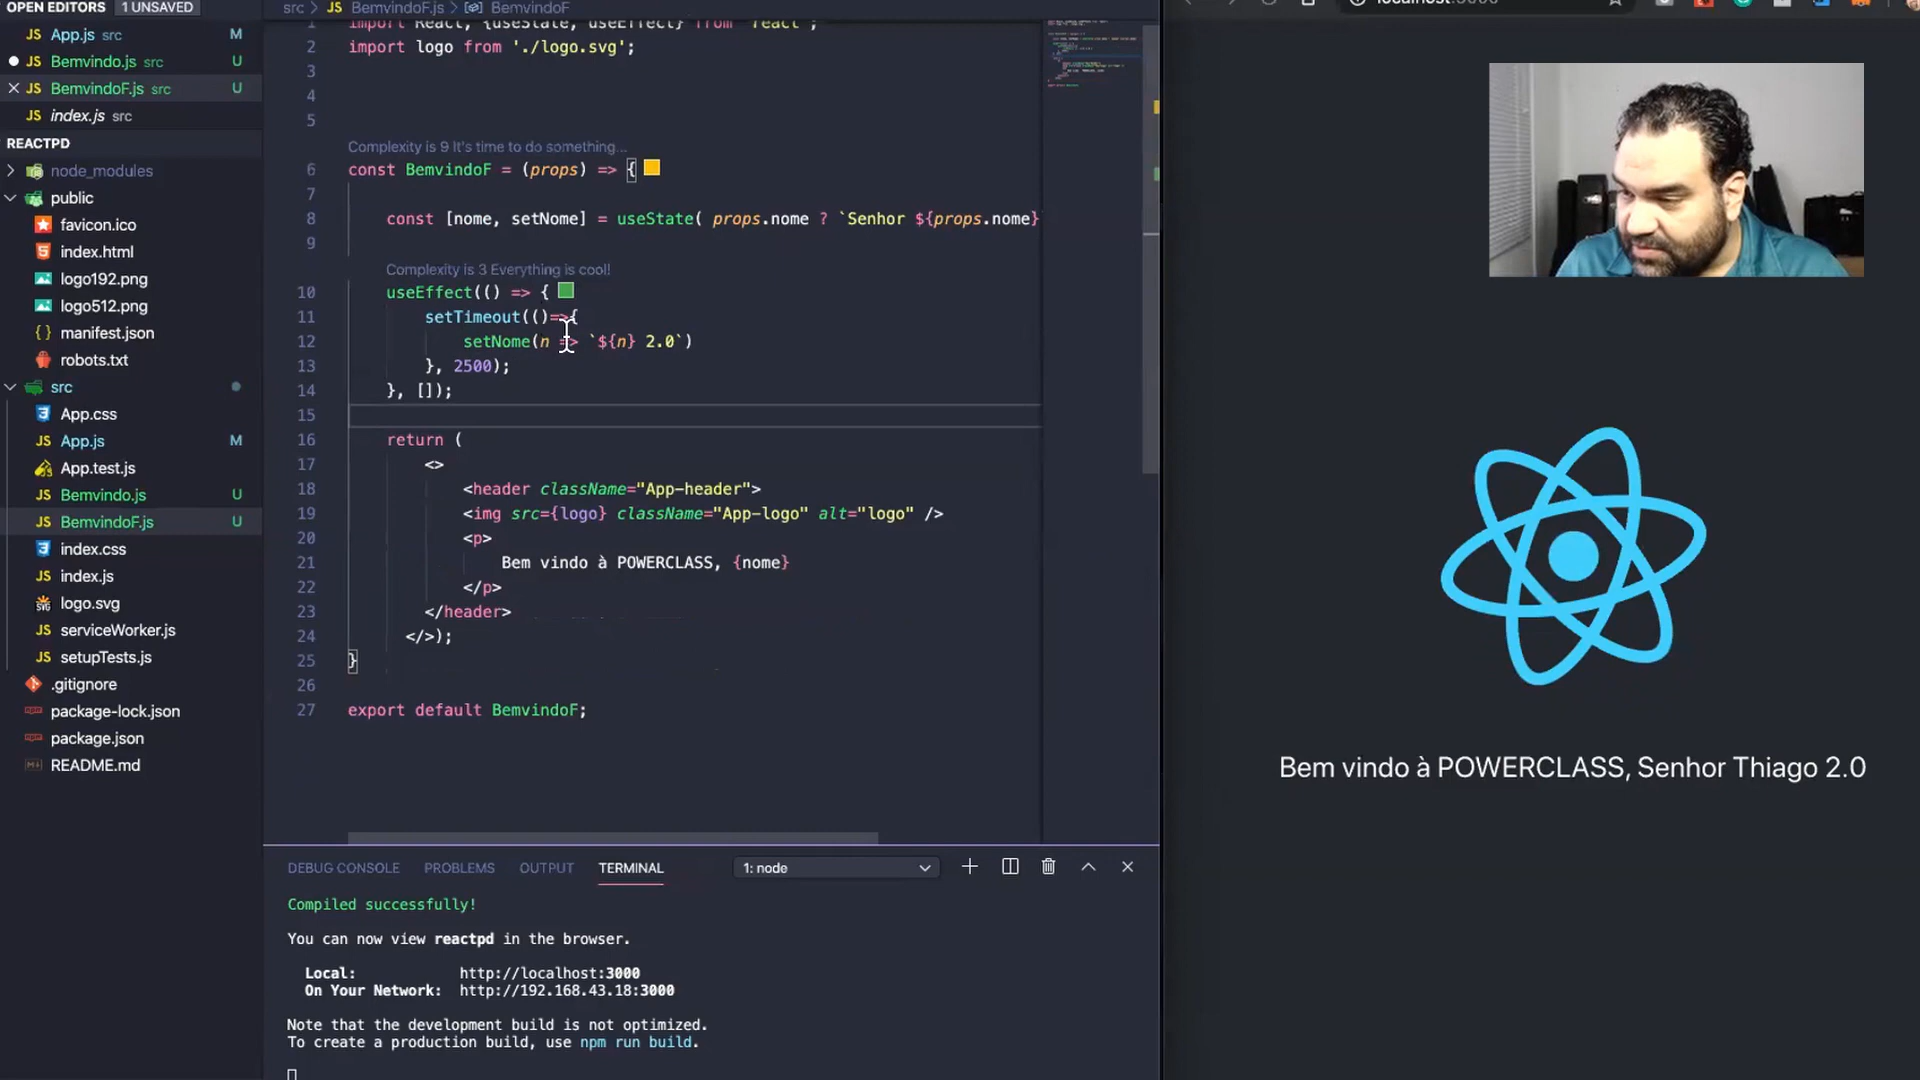 OPEN EDITORS 1 UNSAVED
JS App.js src M
JS Bemvindo.js src U
JS BemvindoF.js src U
JS index.js src
REACTPD
node_modules
public
favicon.ico
index.html
logo192.png
logo512.png
{} manifest.json
robots.txt
src
App.css
JS App.js M
App.test.js
JS Bemvindo.js U
JS BemvindoF.js U
index.css
JS index.js
logo.svg
JS serviceWorker.js
JS setupTests.js
.gitignore
package-lock.json
package.json
README.md
src > JS BemvindoF.js > BemvindoF
1 import React, {useState, useEffect} from 'react';
2 import logo from './logo.svg';
3
4
5
Complexity is 9 It's time to do something...
6 const BemvindoF = (props) => {
7
8 const [nome, setNome] = useState( props.nome ? `Senhor ${props.nome}
9
Complexity is 3 Everything is cool!
10 useEffect(() => {
11 setTimeout(()=>{
12 setNome(n => `${n} 2.0`)
13 }, 2500);
14 }, []);
15
16 return (
17 <>
18 <header className="App-header">
19 <img src={logo} className="App-logo" alt="logo" />
20 <p>
21 Bem vindo à POWERCLASS, {nome}
22 </p>
23 </header>
24 </>);
25 }
26
27 export default BemvindoF;
DEBUG CONSOLE PROBLEMS OUTPUT TERMINAL 1: node
Compiled successfully!
You can now view reactpd in the browser.
Local: http://localhost:3000
On Your Network: http://192.168.43.18:3000
Note that the development build is not optimized.
To create a production build, use npm run build.
localhost:3000
Bem vindo à POWERCLASS, Senhor Thiago 2.0